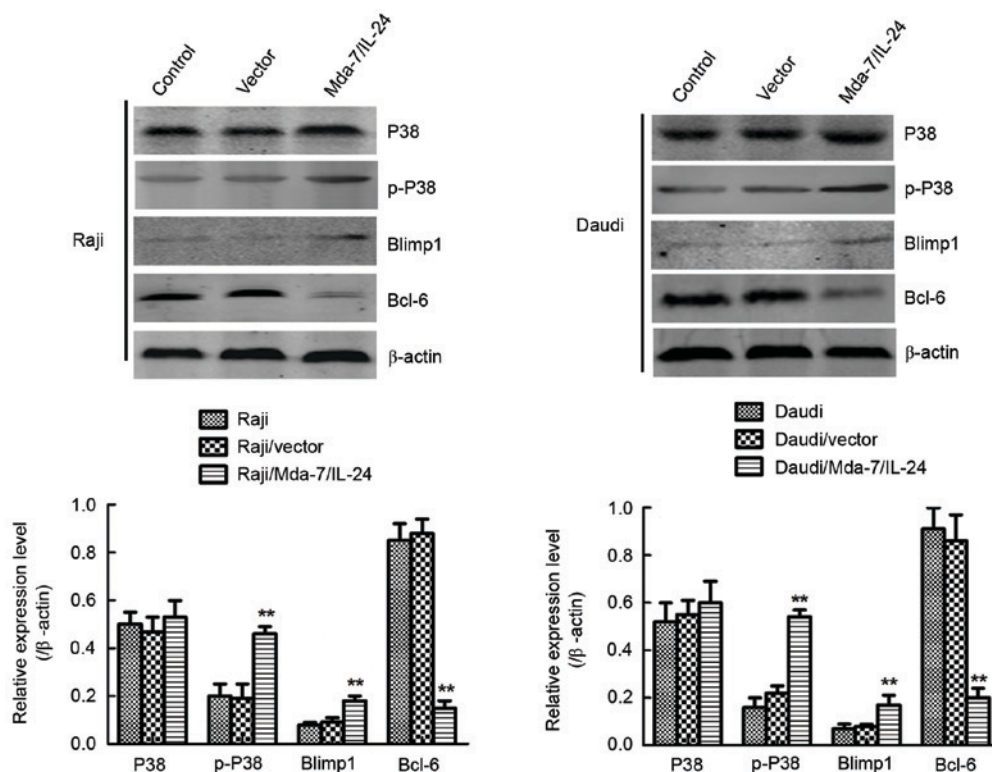 Control
Vector
Mda-7/IL-24
Raji
P38
p-P38
Blimp1
Bcl-6
β-actin
Raji
Raji/vector
Raji/Mda-7/IL-24
Relative expression level
(/β -actin)
1.0
0.8
0.6
0.4
0.2
0.0
**
**
**
P38
p-P38
Blimp1
Bcl-6
Control
Vector
Mda-7/IL-24
Daudi
P38
p-P38
Blimp1
Bcl-6
β-actin
Daudi
Daudi/vector
Daudi/Mda-7/IL-24
Relative expression level
(/β -actin)
1.0
0.8
0.6
0.4
0.2
0.0
**
**
**
P38
p-P38
Blimp1
Bcl-6